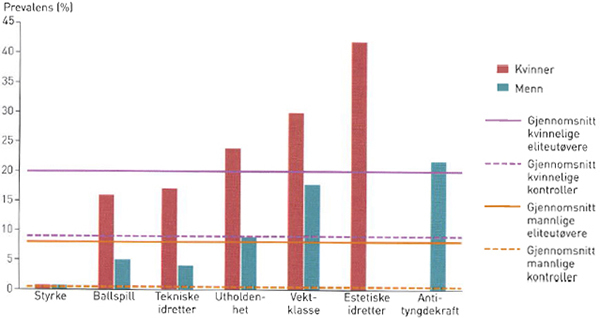 Prevalens (%)
45
40
35
30
25
20
15
10
5
0
Styrke
Ballspill
Tekniske
idretter
Utholden-
het
Vekt-
klasse
Estetiske
idretter
Anti-
tyngdekraft
Kvinner
Menn
Gjennomsnitt
kvinnelige
eliteutøvere
Gjennomsnitt
kvinnelige
kontroller
Gjennomsnitt
mannlige
eliteutøvere
Gjennomsnitt
mannlige
kontroller